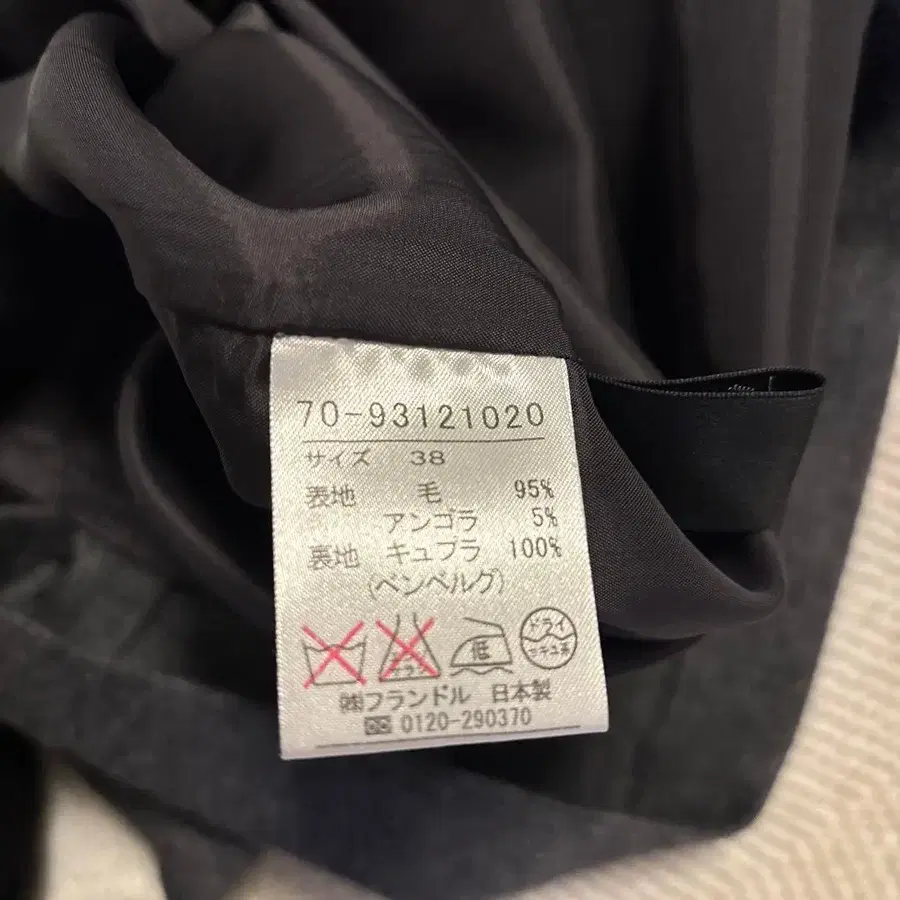 70-93121020
サイズ 38
表地 毛 95%
アンゴラ 5%
裏地 キュプラ 100%
(ベンベルグ)
低 ドライ
㈱フランドル 日本製
0120-290370